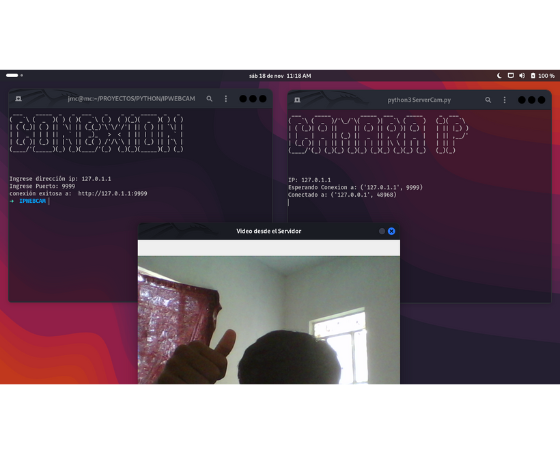 sáb 18 de nov 11:18 AM
100 %
jmc@mc:~/PROYECTOS/PYTHON/IPWEBCAM
Ingrese dirección ip: 127.0.1.1
Ingrese Puerto: 9999
conexión exitosa a: http://127.0.1.1:9999
→ IPWEBCAM
python3 ServerCam.py
IP: 127.0.1.1
Esperando Conexion a: ('127.0.1.1', 9999)
Conectado a: ('127.0.0.1', 48968)
Video desde el Servidor